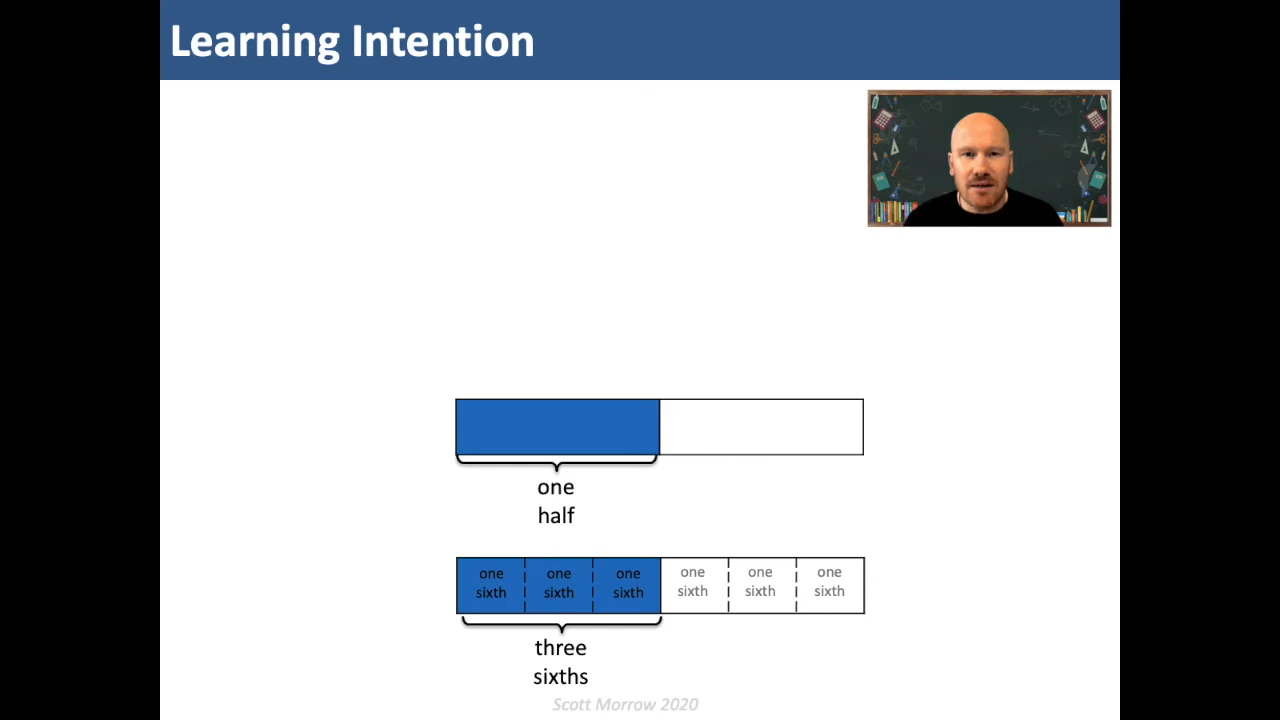 Learning Intention
one
half
one one one one one one
sixth sixth sixth sixth sixth sixth
three
sixths
Scott Morrow 2020